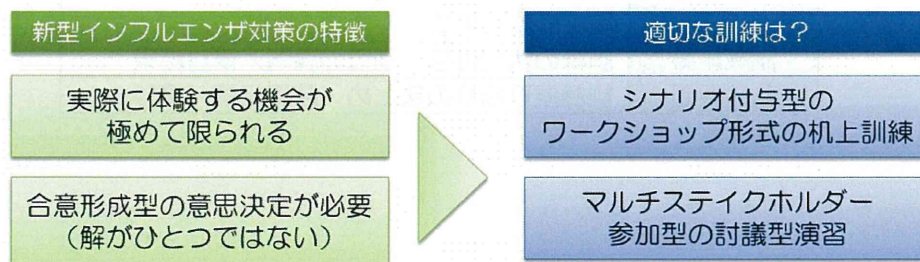 新型インフルエンザ対策の特徴
実際に体験する機会が
極めて限られる
合意形成型の意思決定が必要
（解がひとつではない）
適切な訓練は？
シナリオ付与型の
ワークショップ形式の机上訓練
マルチステイクホルダー
参加型の討議型演習